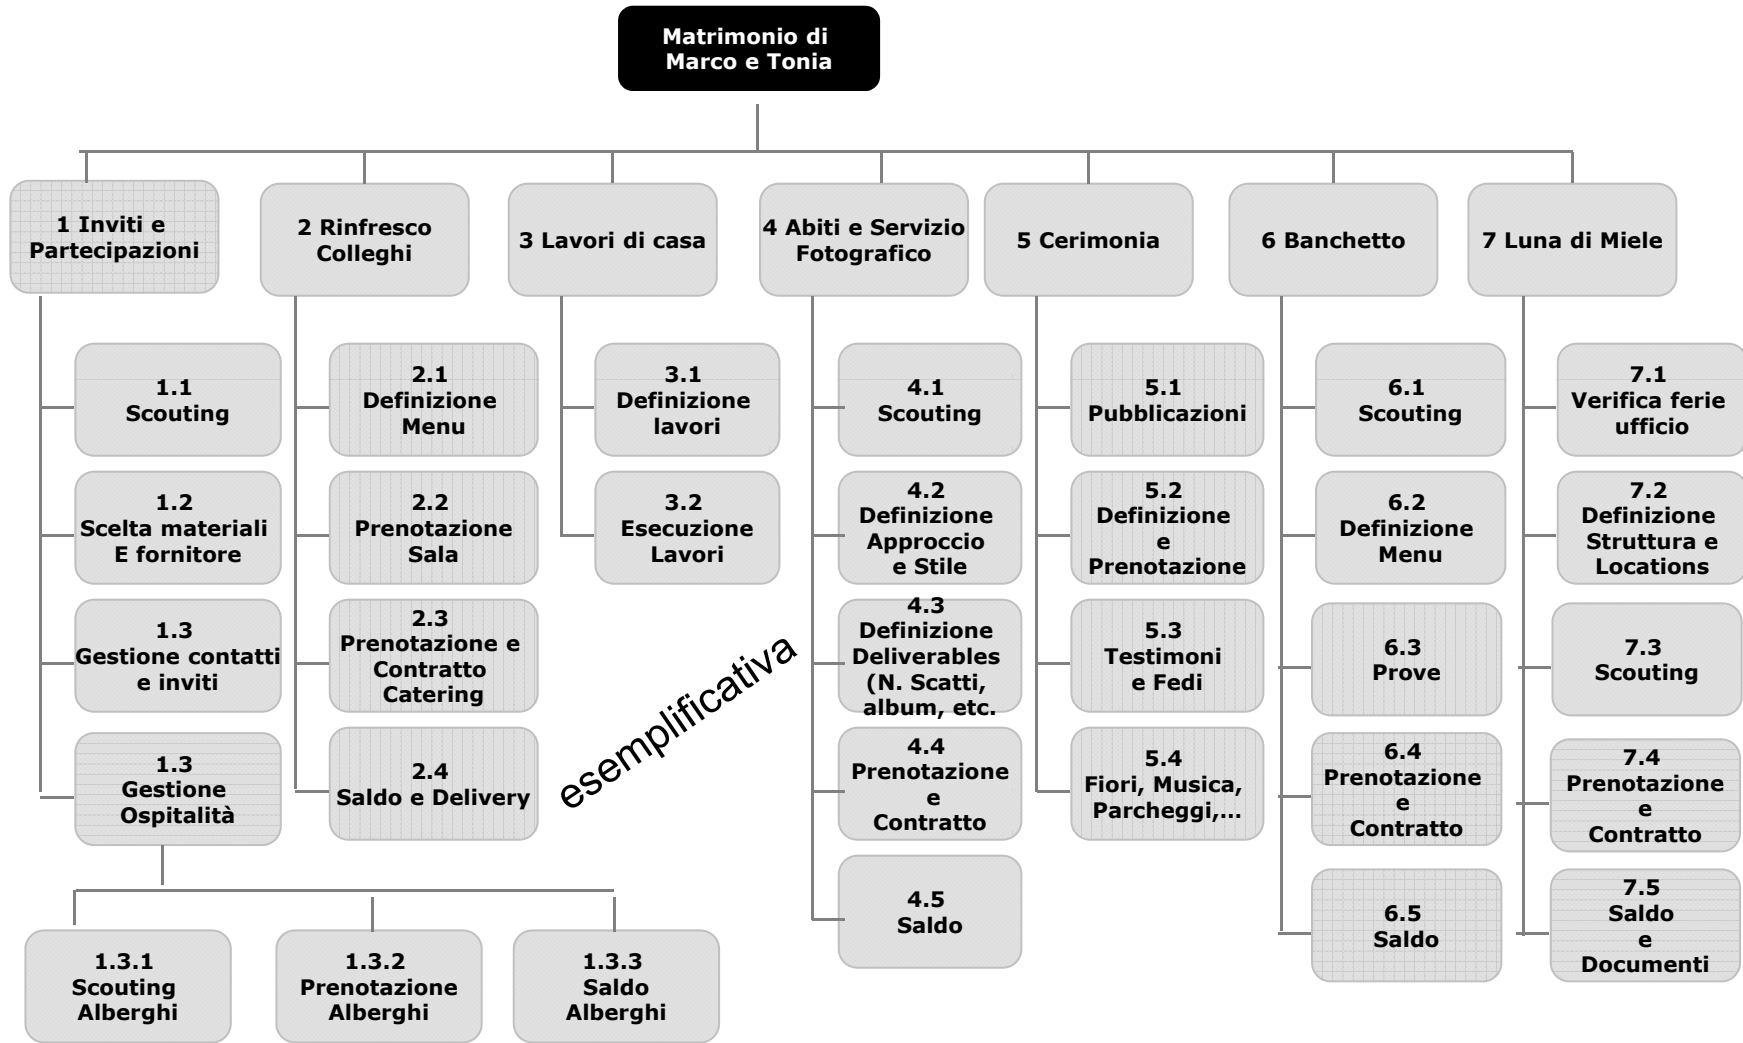 Matrimonio di
Marco e Tonia
1 Inviti e
Partecipazioni
2 Rinfresco
Colleghi
3 Lavori di casa
4 Abiti e Servizio
Fotografico
5 Cerimonia
6 Banchetto
7 Luna di Miele
1.1
Scouting
1.2
Scelta materiali
E fornitore
1.3
Gestione contatti
e inviti
1.3
Gestione
Ospitalità
1.3.1
Scouting
Alberghi
1.3.2
Prenotazione
Alberghi
1.3.3
Saldo
Alberghi
2.1
Definizione
Menu
2.2
Prenotazione
Sala
2.3
Prenotazione e
Contratto
Catering
2.4
Saldo e Delivery
3.1
Definizione
lavori
3.2
Esecuzione
Lavori
esemplificativa
4.1
Scouting
4.2
Definizione
Approccio
e Stile
4.3
Definizione
Deliverables
(N. Scatti,
album, etc.
4.4
Prenotazione
e
Contratto
4.5
Saldo
5.1
Pubblicazioni
5.2
Definizione
e
Prenotazione
5.3
Testimoni
e Fedi
5.4
Fiori, Musica,
Parcheggi,...
6.1
Scouting
6.2
Definizione
Menu
6.3
Prove
6.4
Prenotazione
e
Contratto
6.5
Saldo
7.1
Verifica ferie
ufficio
7.2
Definizione
Struttura e
Locations
7.3
Scouting
7.4
Prenotazione
e
Contratto
7.5
Saldo
e
Documenti